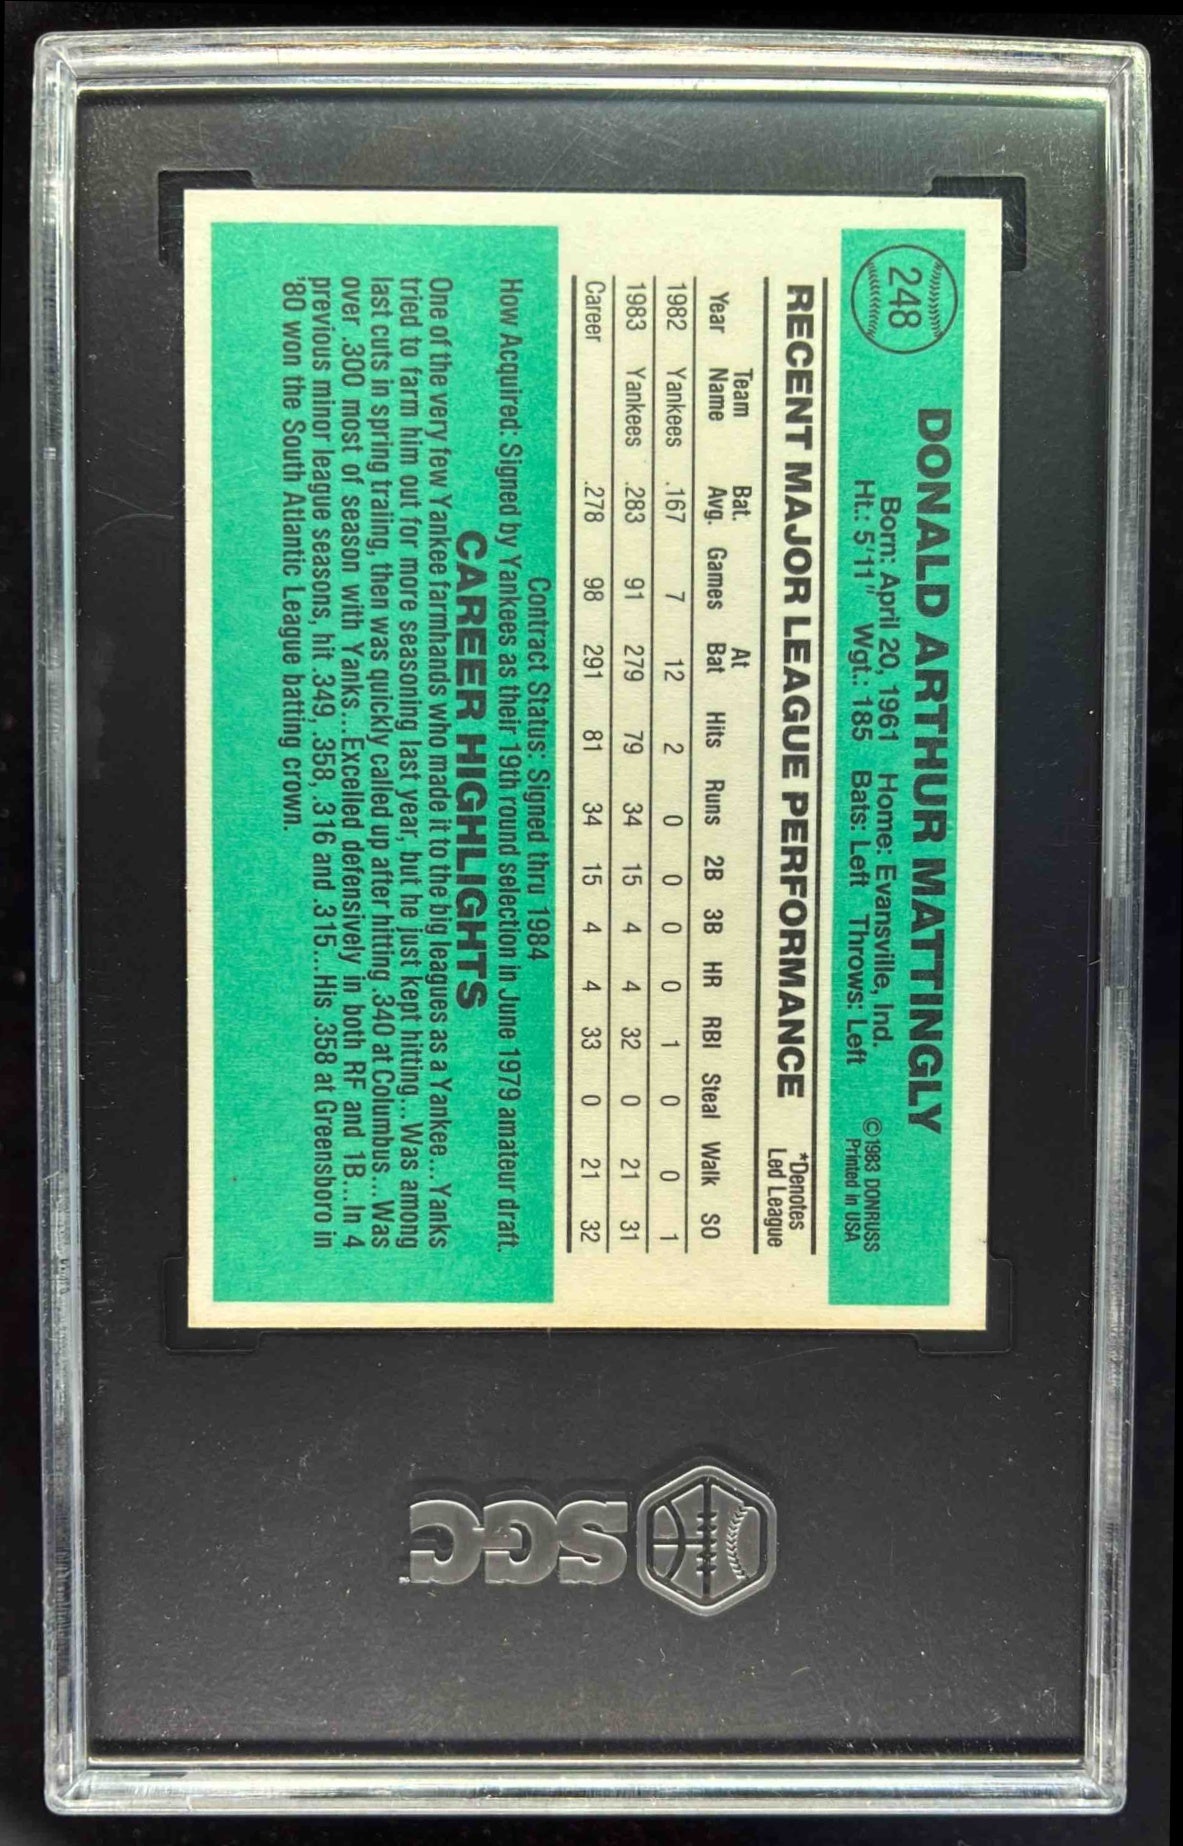 248
DONALD ARTHUR MATTINGLY
Born: April 20, 1961 Home: Evansville, Ind.
Ht.: 5'11" Wgt.: 185 Bats: Left Throws: Left
©1983 DONRUSS
Printed in USA
RECENT MAJOR LEAGUE PERFORMANCE
*Denotes
Led League
Team Bat. At
Year Name Avg. Games Bat Hits Runs 2B 3B HR RBI Steal Walk SO
1982 Yankees .167 7 12 2 0 0 0 0 1 0 0 1
1983 Yankees .283 91 279 79 34 15 4 4 32 0 21 31
Career .278 98 291 81 34 15 4 4 33 0 21 32
Contract Status: Signed thru 1984
How Acquired: Signed by Yankees as their 19th round selection in June 1979 amateur draft.
CAREER HIGHLIGHTS
One of the very few Yankee farmhands who made it to the big leagues as a Yankee...Yanks
tried to farm him out for more seasoning last year, but he just kept hitting...Was among
last cuts in spring traling, then was quickly called up after hitting .340 at Columbus...Was
over .300 most of season with Yanks...Excelled defensively in both RF and 1B...In 4
previous minor league seasons, hit .349, .358, .316 and .315...His .358 at Greensboro in
'80 won the South Atlantic League batting crown.
SGC